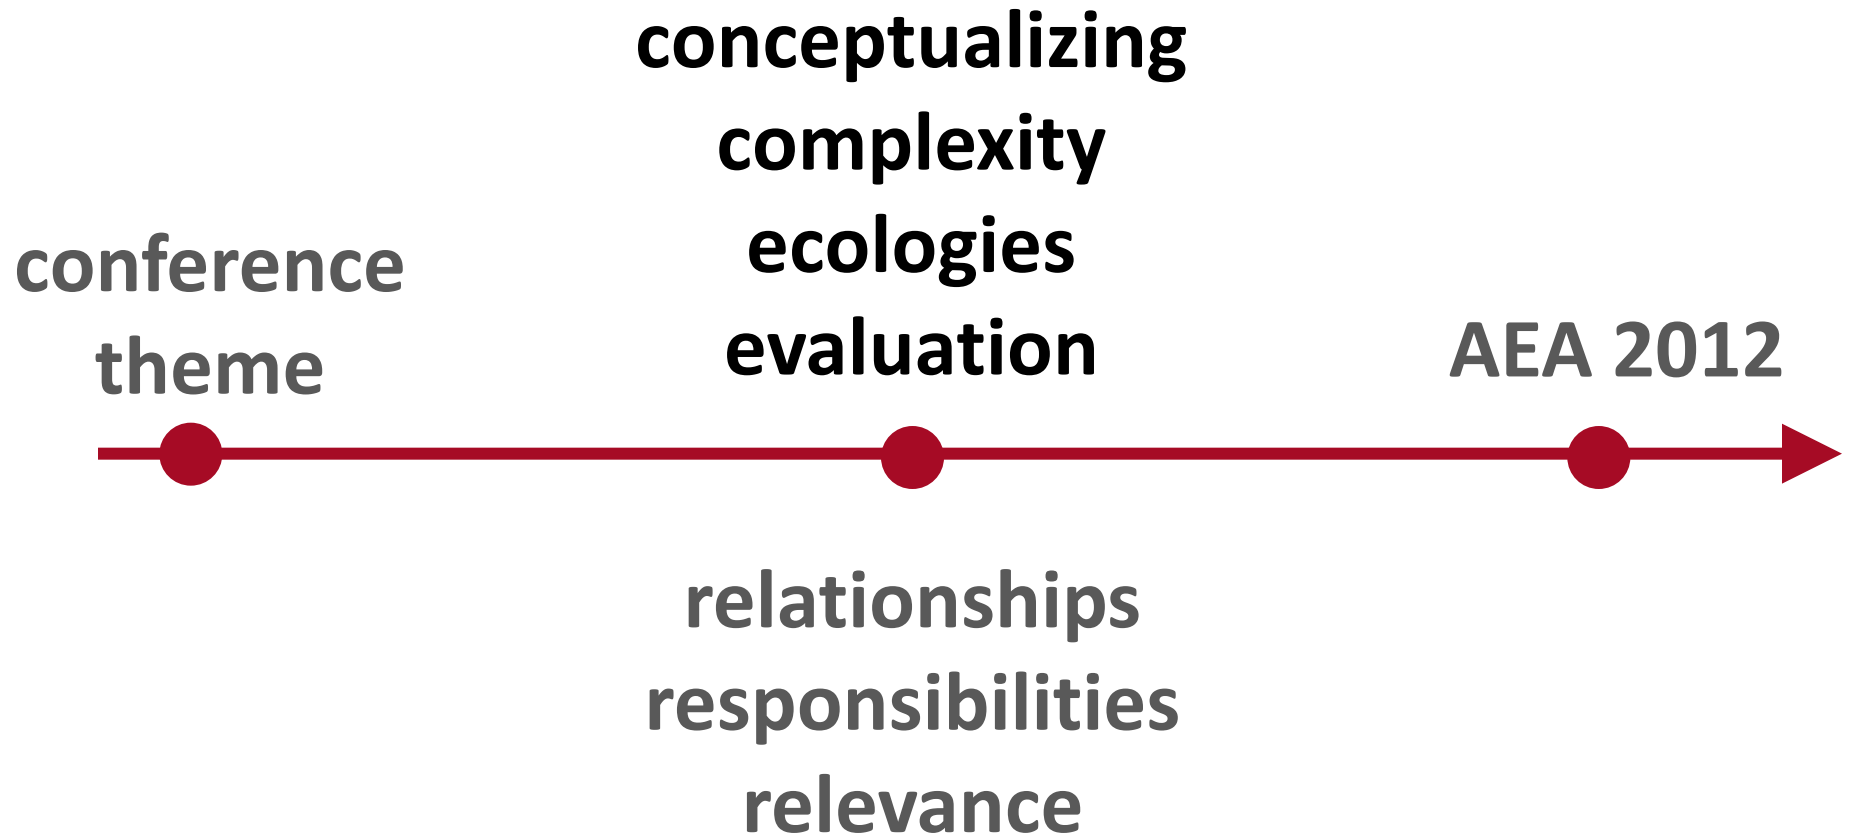 conceptualizing
complexity
ecologies
evaluation
conference
theme
AEA 2012
relationships
responsibilities
relevance